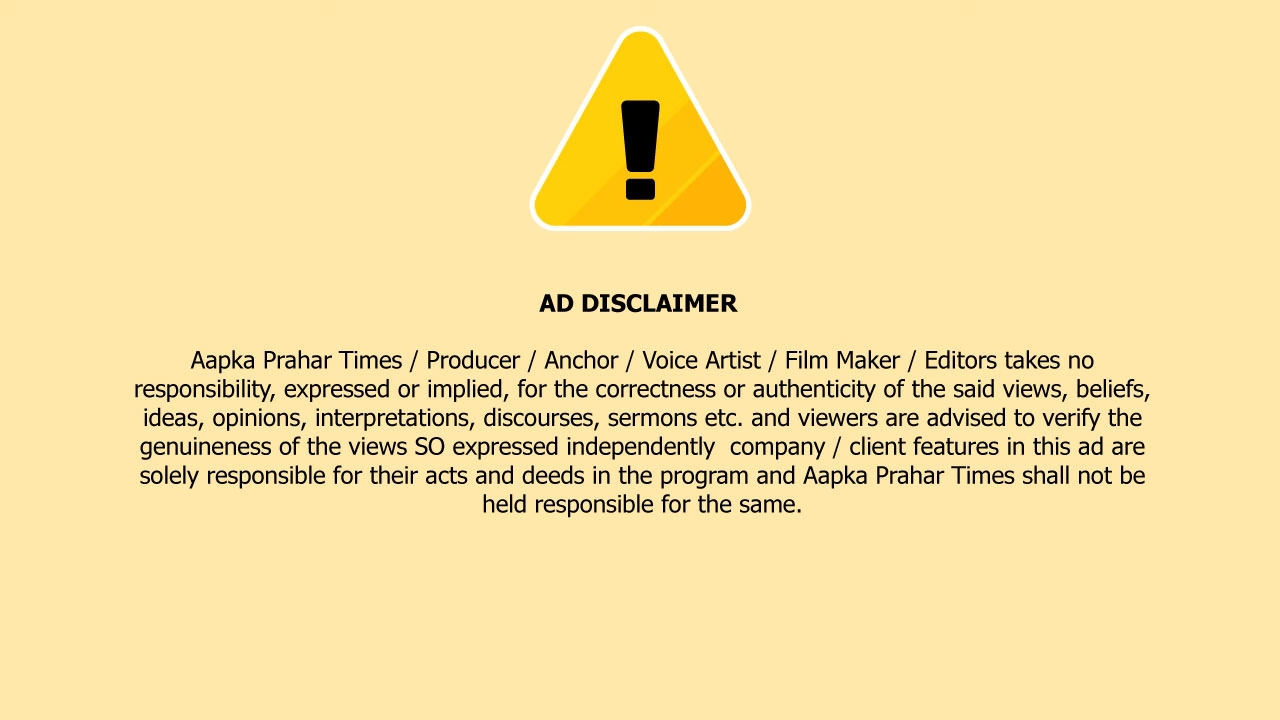 AD DISCLAIMER
Aapka Prahar Times / Producer / Anchor / Voice Artist / Film Maker / Editors takes no
responsibility, expressed or implied, for the correctness or authenticity of the said views, beliefs,
ideas, opinions, interpretations, discourses, sermons etc. and viewers are advised to verify the
genuineness of the views SO expressed independently  company / client features in this ad are
solely responsible for their acts and deeds in the program and Aapka Prahar Times shall not be
held responsible for the same.